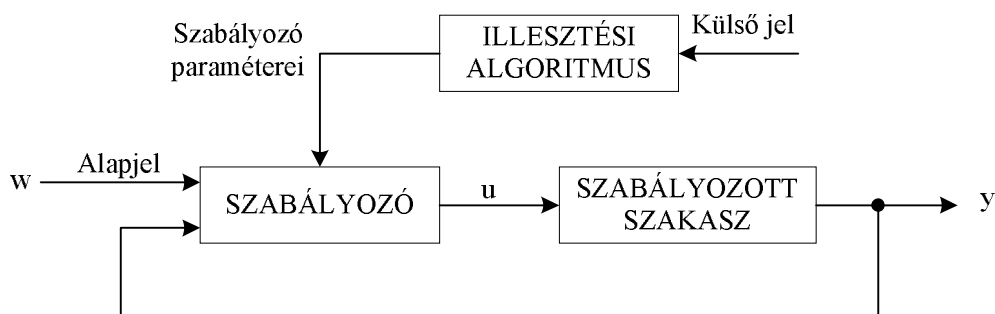 Szabályozó
paraméterei
ILLESZTÉSI
ALGORITMUS
Külső jel
w
Alapjel
SZABÁLYOZÓ
u
SZABÁLYOZOTT
SZAKASZ
y